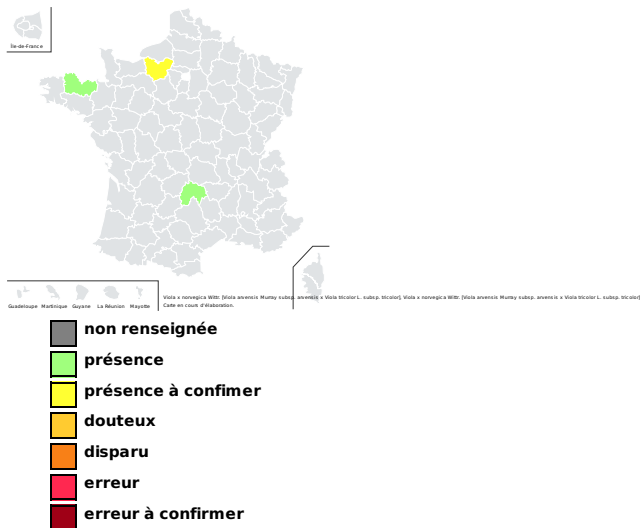 Île-de-France
Guadeloupe Martinique Guyane La Réunion Mayotte
Viola x norvegica Wittr. [Viola arvensis Murray subsp. arvensis x Viola tricolor L. subsp. tricolor], Viola x norvegica Wittr. [Viola arvensis Murray subsp. arvensis x Viola tricolor L. subsp. tricolor]
Carte en cours d'élaboration.
non renseignée
présence
présence à confimer
douteux
disparu
erreur
erreur à confirmer